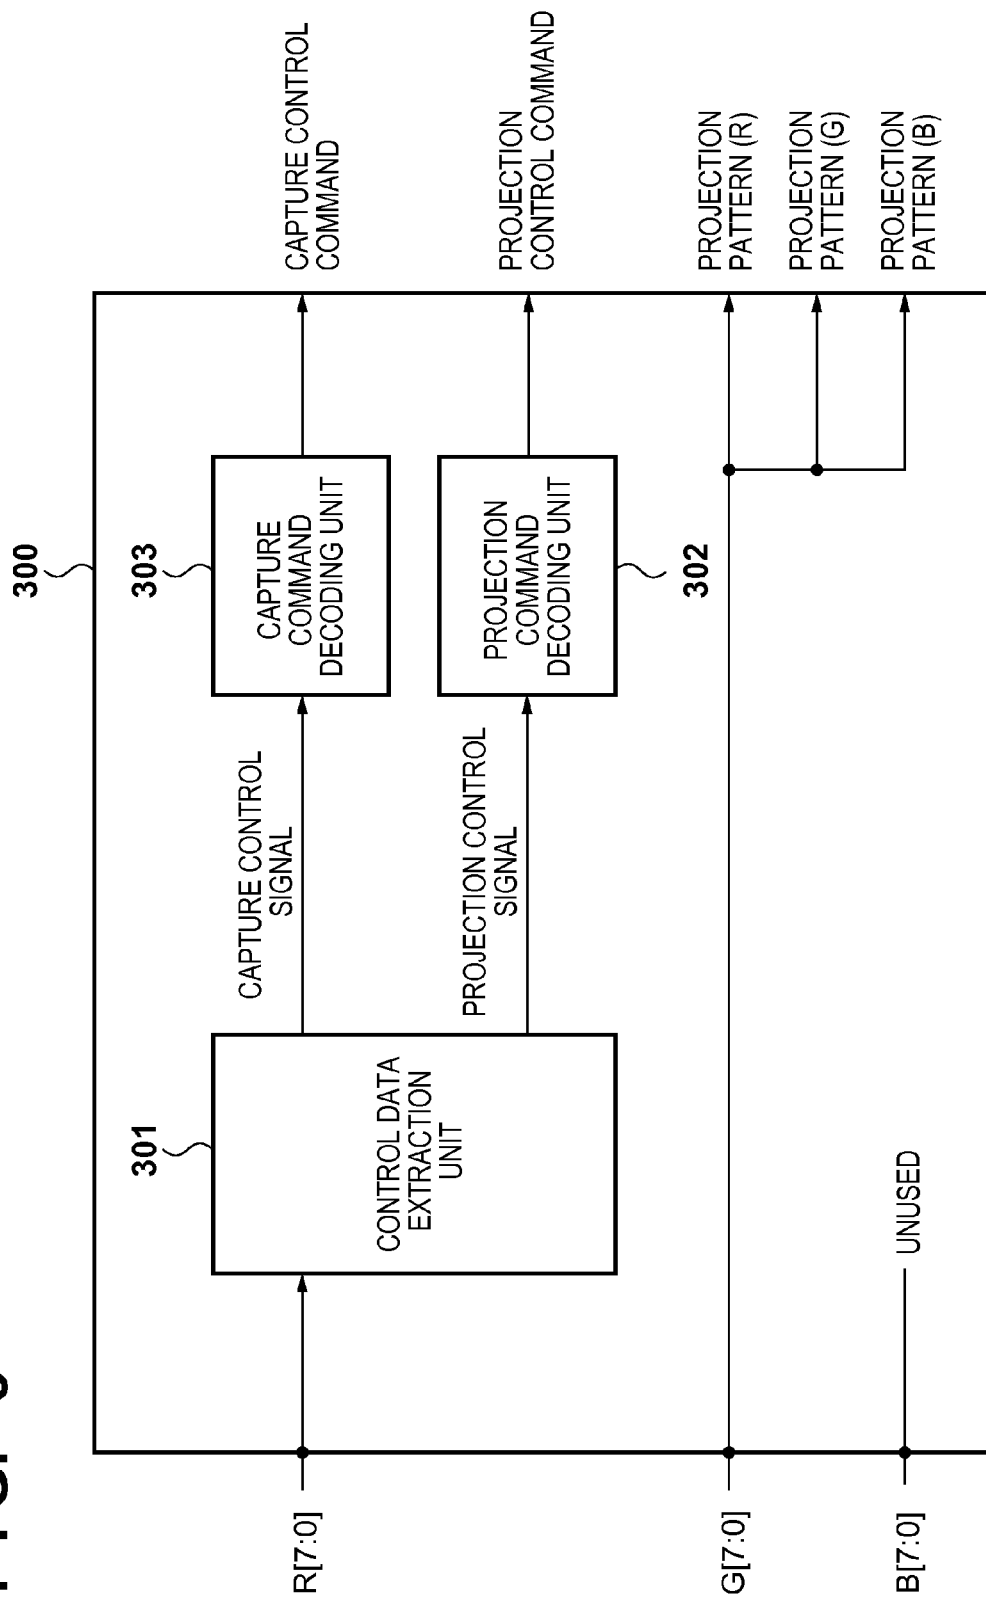 300
R[7:0]
301
CONTROL DATA
EXTRACTION
UNIT
CAPTURE CONTROL
SIGNAL
303
CAPTURE
COMMAND
DECODING UNIT
CAPTURE CONTROL
COMMAND
PROJECTION CONTROL
SIGNAL
PROJECTION
COMMAND
DECODING UNIT
302
PROJECTION
CONTROL COMMAND
G[7:0]
PROJECTION
PATTERN (R)
PROJECTION
PATTERN (G)
B[7:0]
UNUSED
PROJECTION
PATTERN (B)